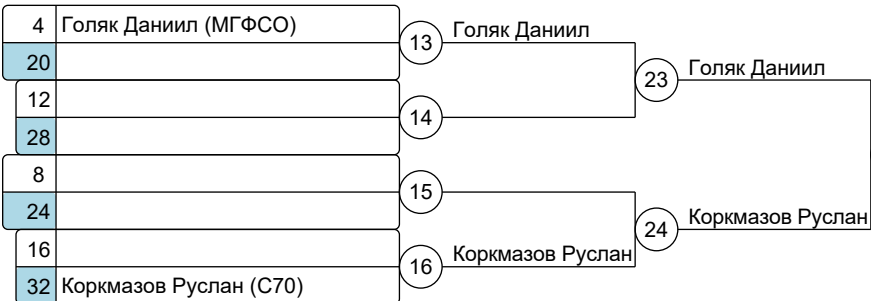 4 Голяк Даниил (МГФСО)
20
13 Голяк Даниил
12
28
14
23 Голяк Даниил
8
24
15
16
32 Коркмазов Руслан (С70)
16 Коркмазов Руслан
24 Коркмазов Руслан